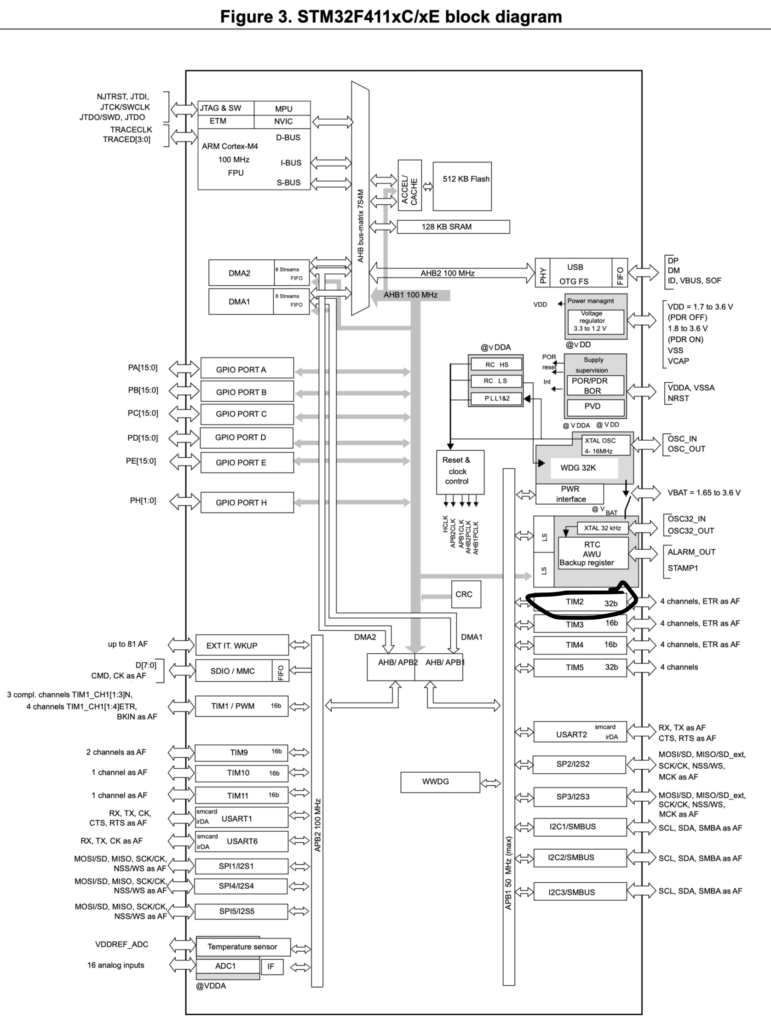 Figure 3. STM32F411xC/xE block diagram
NJTRST, JTDI,
JTCK/SWCLK
JTDO/SWD, JTDO
TRACECLK
TRACED[3:0]
JTAG & SW
MPU
ETM
NVIC
ARM Cortex-M4
100 MHz
FPU
D-BUS
I-BUS
S-BUS
AHB bus-matrix 7S4M
ACCEL/
CACHE
512 KB Flash
128 KB SRAM
DMA2
8 Streams
FIFO
DMA1
8 Streams
FIFO
AHB2 100 MHz
AHB1 100 MHz
PHY
USB
OTG FS
FIFO
DP
DM
ID, VBUS, SOF
VDD
Power managmt
Voltage
regulator
3.3 to 1.2 V
VDD = 1.7 to 3.6 V
(PDR OFF)
1.8 to 3.6 V
(PDR ON)
VSS
VCAP
@VDD
@VDDA
RC HS
RC LS
PLL1&2
POR
reset
Int
Supply
supervision
POR/PDR
BOR
PVD
VDDA, VSSA
NRST
@VDDA
@VDD
PA[15:0]
GPIO PORT A
PB[15:0]
GPIO PORT B
PC[15:0]
GPIO PORT C
PD[15:0]
GPIO PORT D
PE[15:0]
GPIO PORT E
PH[1:0]
GPIO PORT H
XTAL OSC
4- 16MHz
OSC_IN
OSC_OUT
WDG 32K
Reset &
clock
control
PWR
interface
VBAT = 1.65 to 3.6 V
@VBAT
HCLK
APB2CLK
APB1CLK
AHB2PCLK
AHB1PCLK
LS
LS
XTAL 32 kHz
OSC32_IN
OSC32_OUT
RTC
AWU
Backup register
ALARM_OUT
STAMP1
CRC
TIM2
32b
4 channels, ETR as AF
TIM3
16b
4 channels, ETR as AF
TIM4
16b
4 channels, ETR as AF
TIM5
32b
4 channels
DMA2
DMA1
AHB/ APB2
AHB/ APB1
up to 81 AF
EXT IT. WKUP
D[7:0]
CMD, CK as AF
SDIO / MMC
FIFO
3 compl. channels TIM1_CH1[1:3]N,
4 channels TIM1_CH1[1:4]ETR,
BKIN as AF
TIM1 / PWM
16b
2 channels as AF
TIM9
16b
1 channel as AF
TIM10
16b
1 channel as AF
TIM11
16b
RX, TX, CK,
CTS, RTS as AF
smcard
irDA
USART1
RX, TX, CK as AF
smcard
irDA
USART6
MOSI/SD, MISO, SCK/CK,
NSS/WS as AF
SPI1/I2S1
MOSI/SD, MISO, SCK/CK,
NSS/WS as AF
SPI4/I2S4
MOSI/SD, MISO, SCK/CK,
NSS/WS as AF
SPI5/I2S5
VDDREF_ADC
Temperature sensor
16 analog inputs
ADC1
IF
@VDDA
APB2 100 MHz
WWDG
APB1 50 MHz (max)
USART2
smcard
irDA
RX, TX as AF
CTS, RTS as AF
SP2/I2S2
MOSI/SD, MISO/SD_ext,
SCK/CK, NSS/WS,
MCK as AF
SP3/I2S3
MOSI/SD, MISO/SD_ext,
SCK/CK, NSS/WS,
MCK as AF
I2C1/SMBUS
SCL, SDA, SMBA as AF
I2C2/SMBUS
SCL, SDA, SMBA as AF
I2C3/SMBUS
SCL, SDA, SMBA as AF